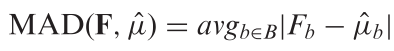 MAD(F, μ̂) = avg_{b∈B}|F_b − μ̂_b|